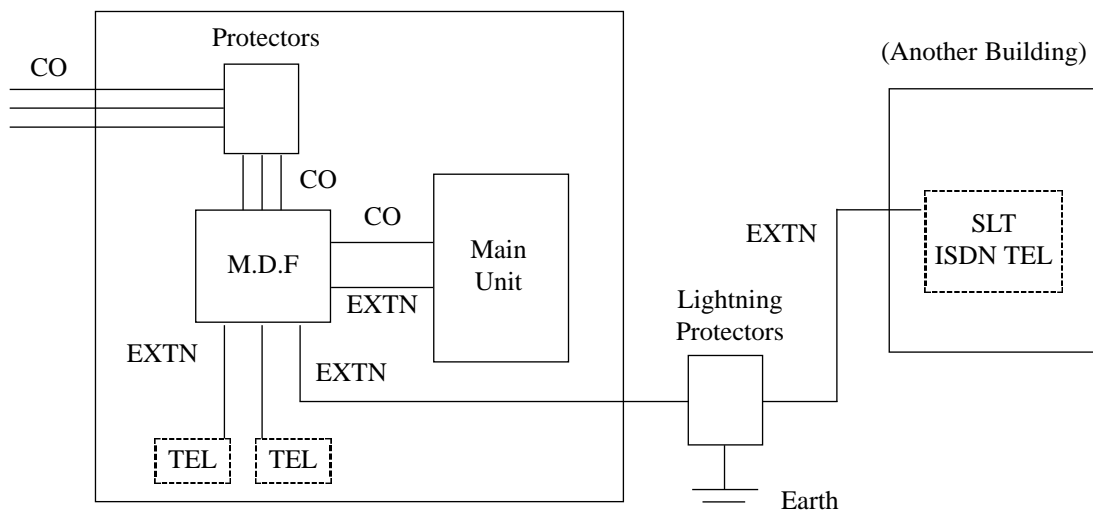 Protectors
CO
(Another Building)
CO
CO
SLT
ISDN TEL
EXTN
M.D.F
Main
Unit
EXTN
Lightning
Protectors
EXTN
EXTN
TEL
TEL
Earth